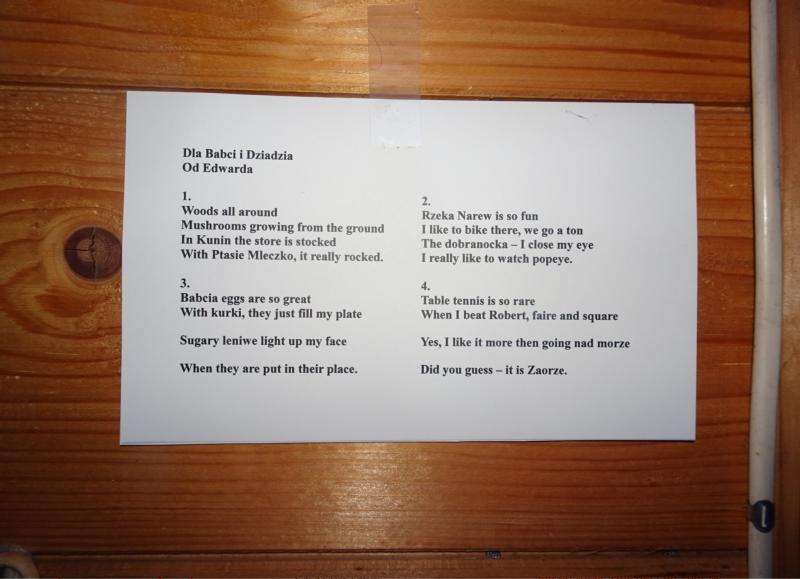 Dla Babci i Dziadzia
Od Edwarda
1.
Woods all around
Mushrooms growing from the ground
In Kunin the store is stocked
With Ptasie Mleczko, it really rocked.
2.
Rzeka Narew is so fun
I like to bike there, we go a ton
The dobranocka – I close my eye
I really like to watch popeye.
3.
Babcia eggs are so great
With kurki, they just fill my plate
Sugary leniwe light up my face
When they are put in their place.
4.
Table tennis is so rare
When I beat Robert, faire and square
Yes, I like it more then going nad morze
Did you guess – it is Zaorze.